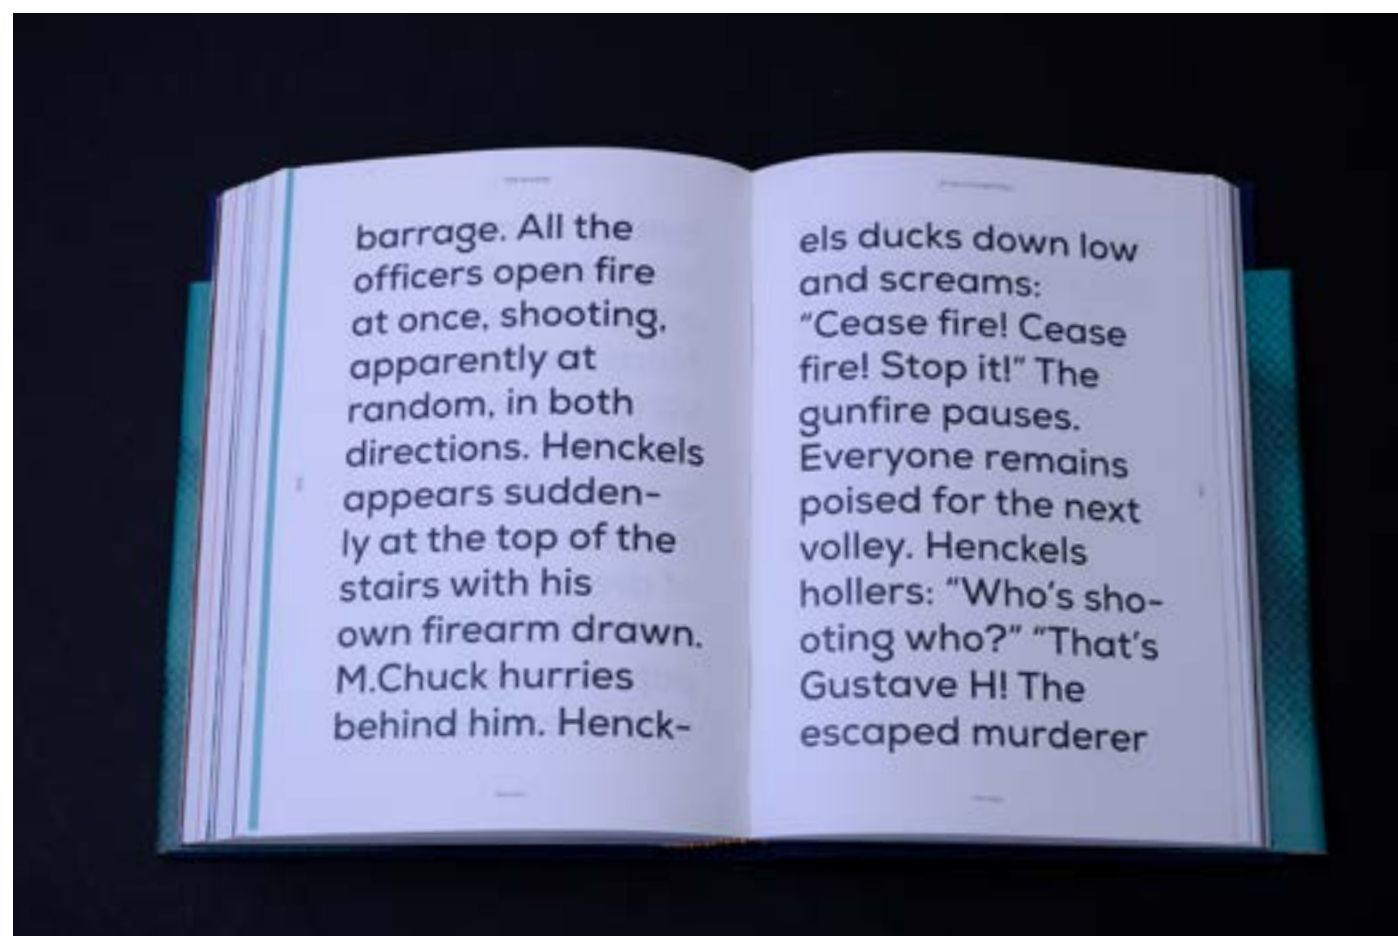 barrage. All the
officers open fire
at once, shooting,
apparently at
random, in both
directions. Henckels
appears sudden-
ly at the top of the
stairs with his
own firearm drawn.
M.Chuck hurries
behind him. Henck-
els ducks down low
and screams:
“Cease fire! Cease
fire! Stop it!” The
gunfire pauses.
Everyone remains
poised for the next
volley. Henckels
hollers: “Who’s sho-
oting who?” “That’s
Gustave H! The
escaped murderer